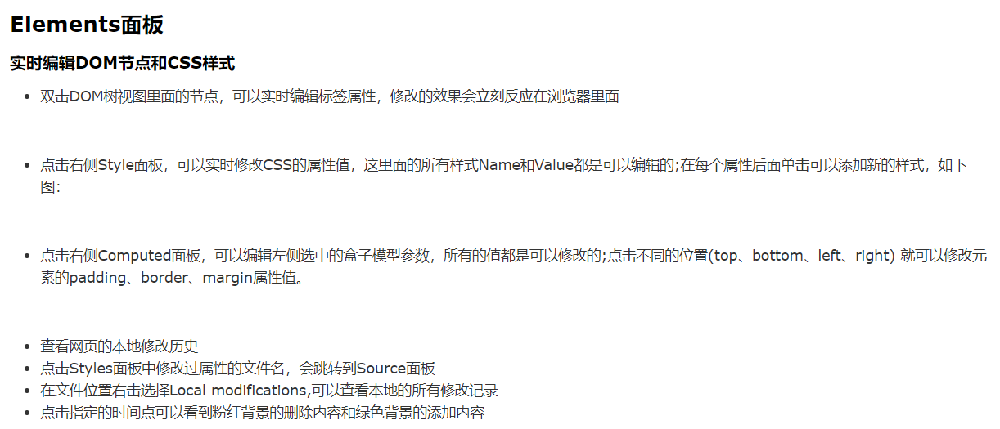 Elements面板
实时编辑DOM节点和CSS样式
双击DOM树视图里面的节点，可以实时编辑标签属性，修改的效果会立刻反应在浏览器里面
点击右侧Style面板，可以实时修改CSS的属性值，这里面的所有样式Name和Value都是可以编辑的;在每个属性后面单击可以添加新的样式，如下
图：
点击右侧Computed面板，可以编辑左侧选中的盒子模型参数，所有的值都是可以修改的;点击不同的位置(top、bottom、left、right) 就可以修改元
素的padding、border、margin属性值。
查看网页的本地修改历史
点击Styles面板中修改过属性的文件名，会跳转到Source面板
在文件位置右击选择Local modifications,可以查看本地的所有修改记录
点击指定的时间点可以看到粉红背景的删除内容和绿色背景的添加内容